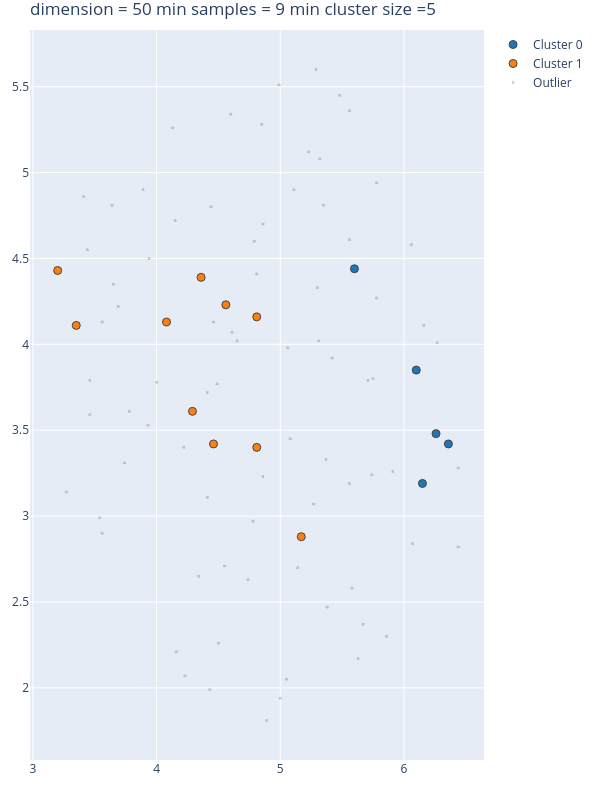 dimension = 50 min samples = 9 min cluster size =5
Cluster 0
Cluster 1
Outlier
5.5
5
4.5
4
3.5
3
2.5
2
3 4 5 6